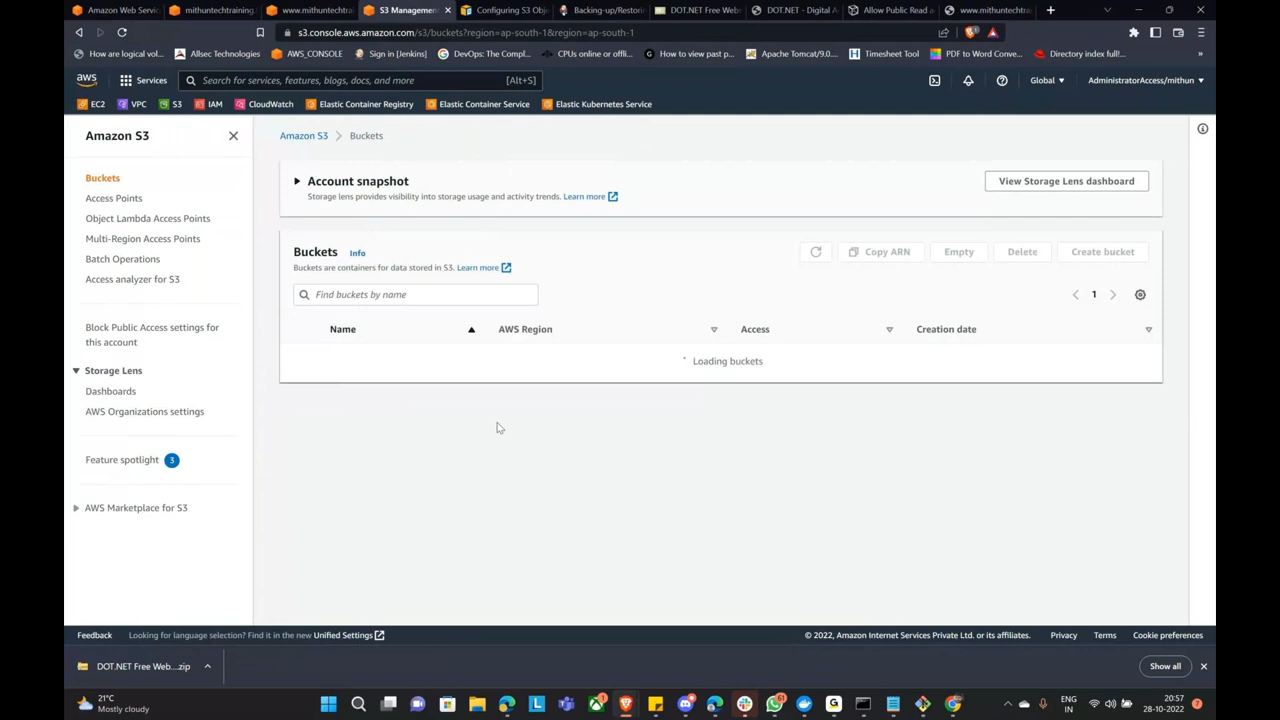 Amazon Web Servic
mithuntechtraining.
www.mithuntechtrai
S3 Management
Configuring S3 Obje
Backing-up/Restorin
DOT.NET Free Web
DOT.NET - Digital A
Allow Public Read a
www.mithuntechtrai
s3.console.aws.amazon.com/s3/buckets?region=ap-south-1&region=ap-south-1
How are logical vol...
Allsec Technologies
AWS_CONSOLE
Sign in [Jenkins]
DevOps: The Compl...
CPUs online or offlin...
How to view past p...
Apache Tomcat/9.0....
Timesheet Tool
PDF to Word Conve...
Directory index full!...
aws
Services
Search for services, features, blogs, docs, and more
[Alt+S]
Global
AdministratorAccess/mithun
EC2
VPC
S3
IAM
CloudWatch
Elastic Container Registry
Elastic Container Service
Elastic Kubernetes Service
Amazon S3
Buckets
Access Points
Object Lambda Access Points
Multi-Region Access Points
Batch Operations
Access analyzer for S3
Block Public Access settings for
this account
Storage Lens
Dashboards
AWS Organizations settings
Feature spotlight 3
AWS Marketplace for S3
Amazon S3 > Buckets
Account snapshot
Storage lens provides visibility into storage usage and activity trends. Learn more
View Storage Lens dashboard
Buckets Info
Buckets are containers for data stored in S3. Learn more
Copy ARN
Empty
Delete
Create bucket
Find buckets by name
1
Name
AWS Region
Access
Creation date
Loading buckets
Feedback
Looking for language selection? Find it in the new Unified Settings
© 2022, Amazon Internet Services Private Ltd. or its affiliates.
Privacy
Terms
Cookie preferences
DOT.NET Free Web....zip
Show all
21°C
Mostly cloudy
ENG
IN
20:57
28-10-2022